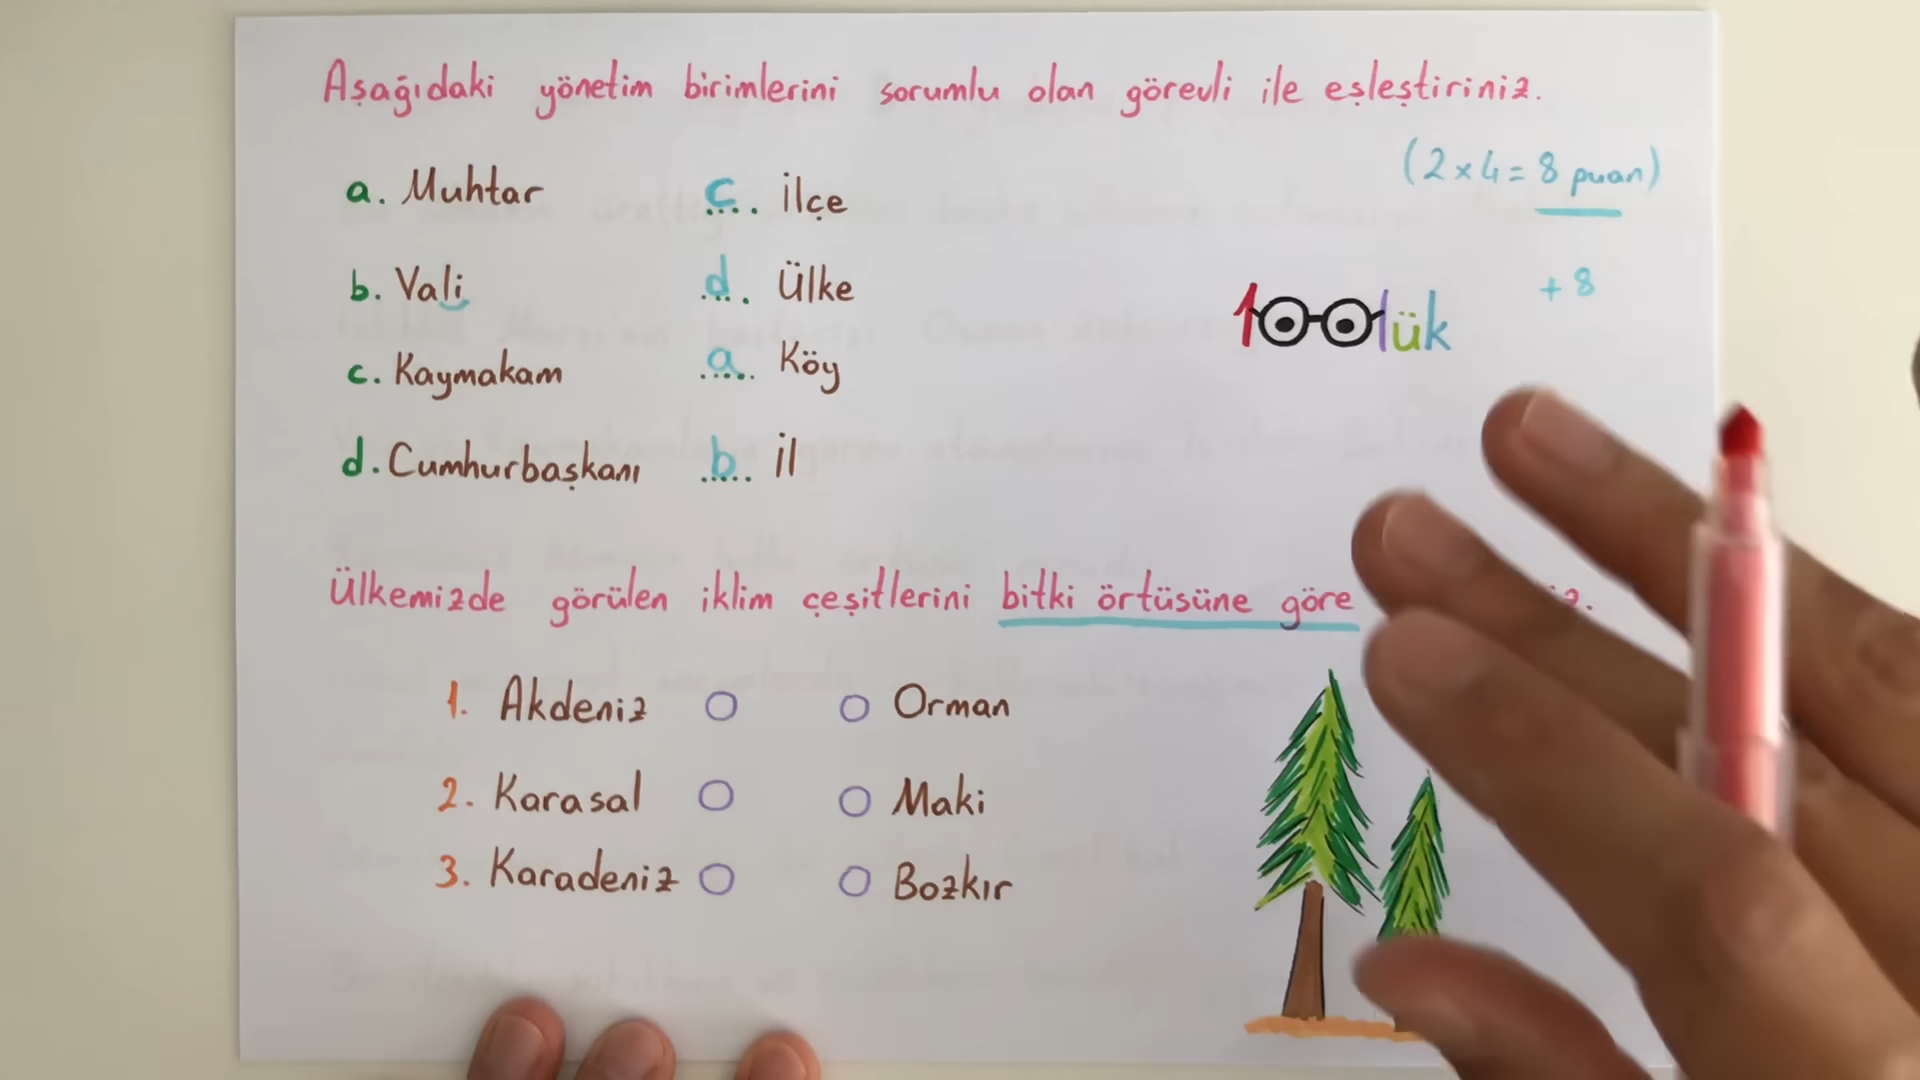 Aşağıdaki yönetim birimlerini sorumlu olan görevli ile eşleştiriniz.
(2 x 4 = 8 puan)
a. Muhtar
c.... İlçe
b. Vali
d... Ülke
+ 8
100lük
c. Kaymakam
a.... Köy
d. Cumhurbaşkanı
b.... İl
Ülkemizde görülen iklim çeşitlerini bitki örtüsüne göre
1. Akdeniz
Orman
2. Karasal
Maki
3. Karadeniz
Bozkır